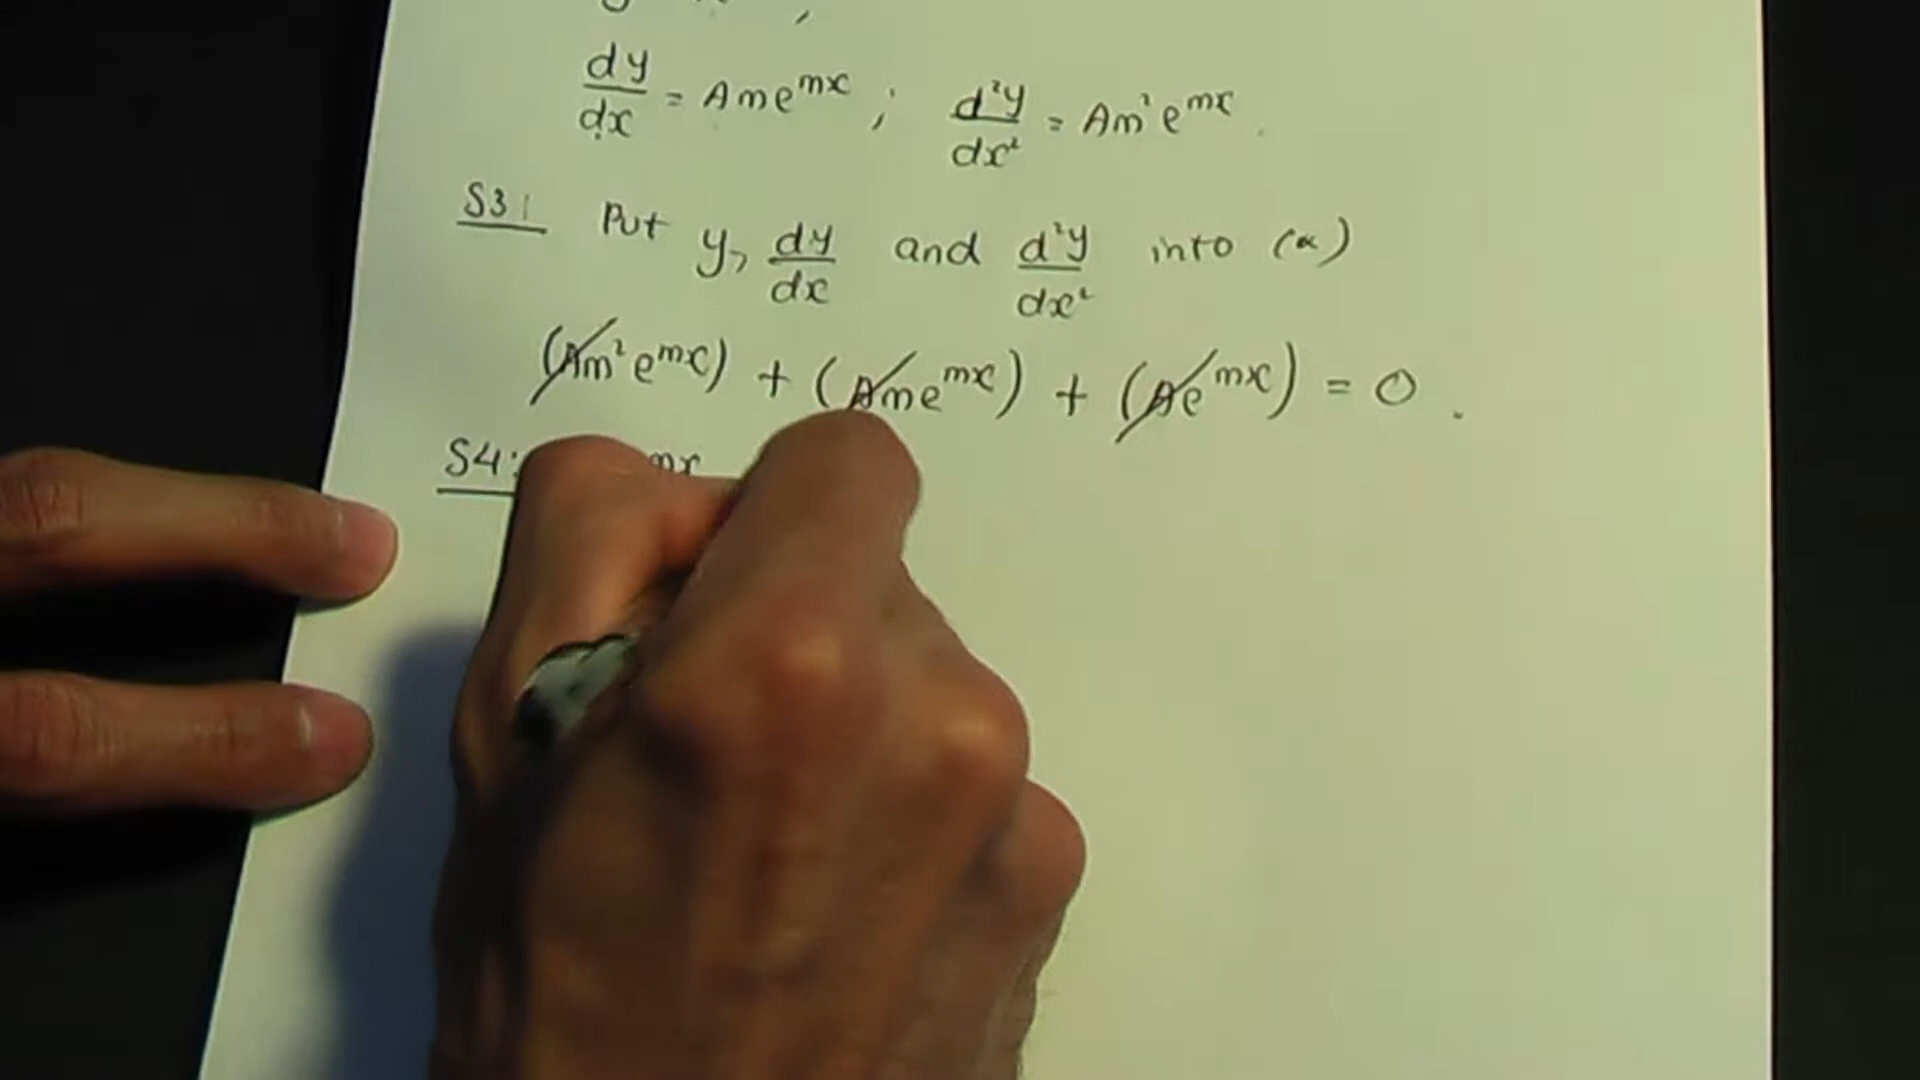 dy/dx = Ame^mx ; d²y/dx² = Am²e^mx.
S3: Put y, dy/dx and d²y/dx² into (α)
(Am²e^mx) + (Ame^mx) + (Ae^mx) = 0.
S4: mx